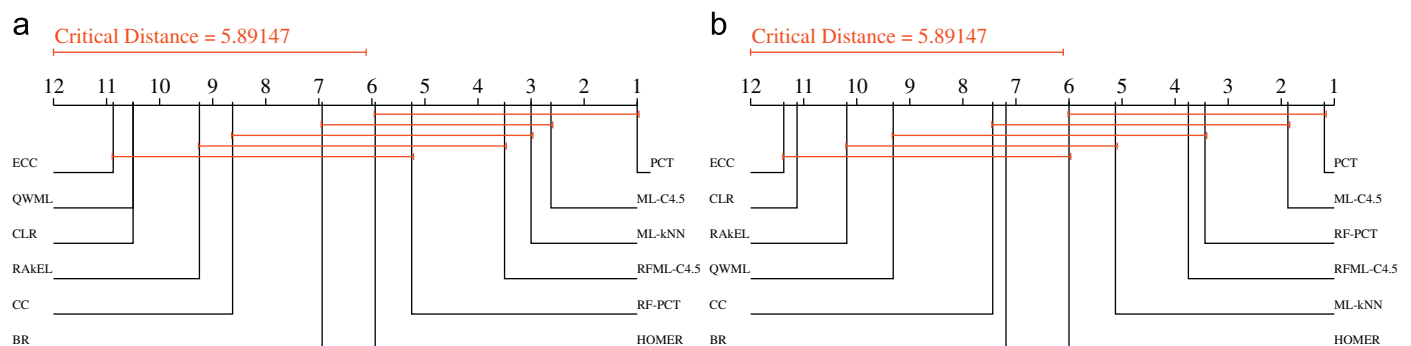 a
Critical Distance = 5.89147
12 11 10 9 8 7 6 5 4 3 2 1
ECC PCT
QWML ML-C4.5
CLR ML-kNN
RAkEL RFML-C4.5
CC RF-PCT
BR HOMER
b
Critical Distance = 5.89147
12 11 10 9 8 7 6 5 4 3 2 1
ECC PCT
CLR ML-C4.5
RAkEL RF-PCT
QWML RFML-C4.5
CC ML-kNN
BR HOMER